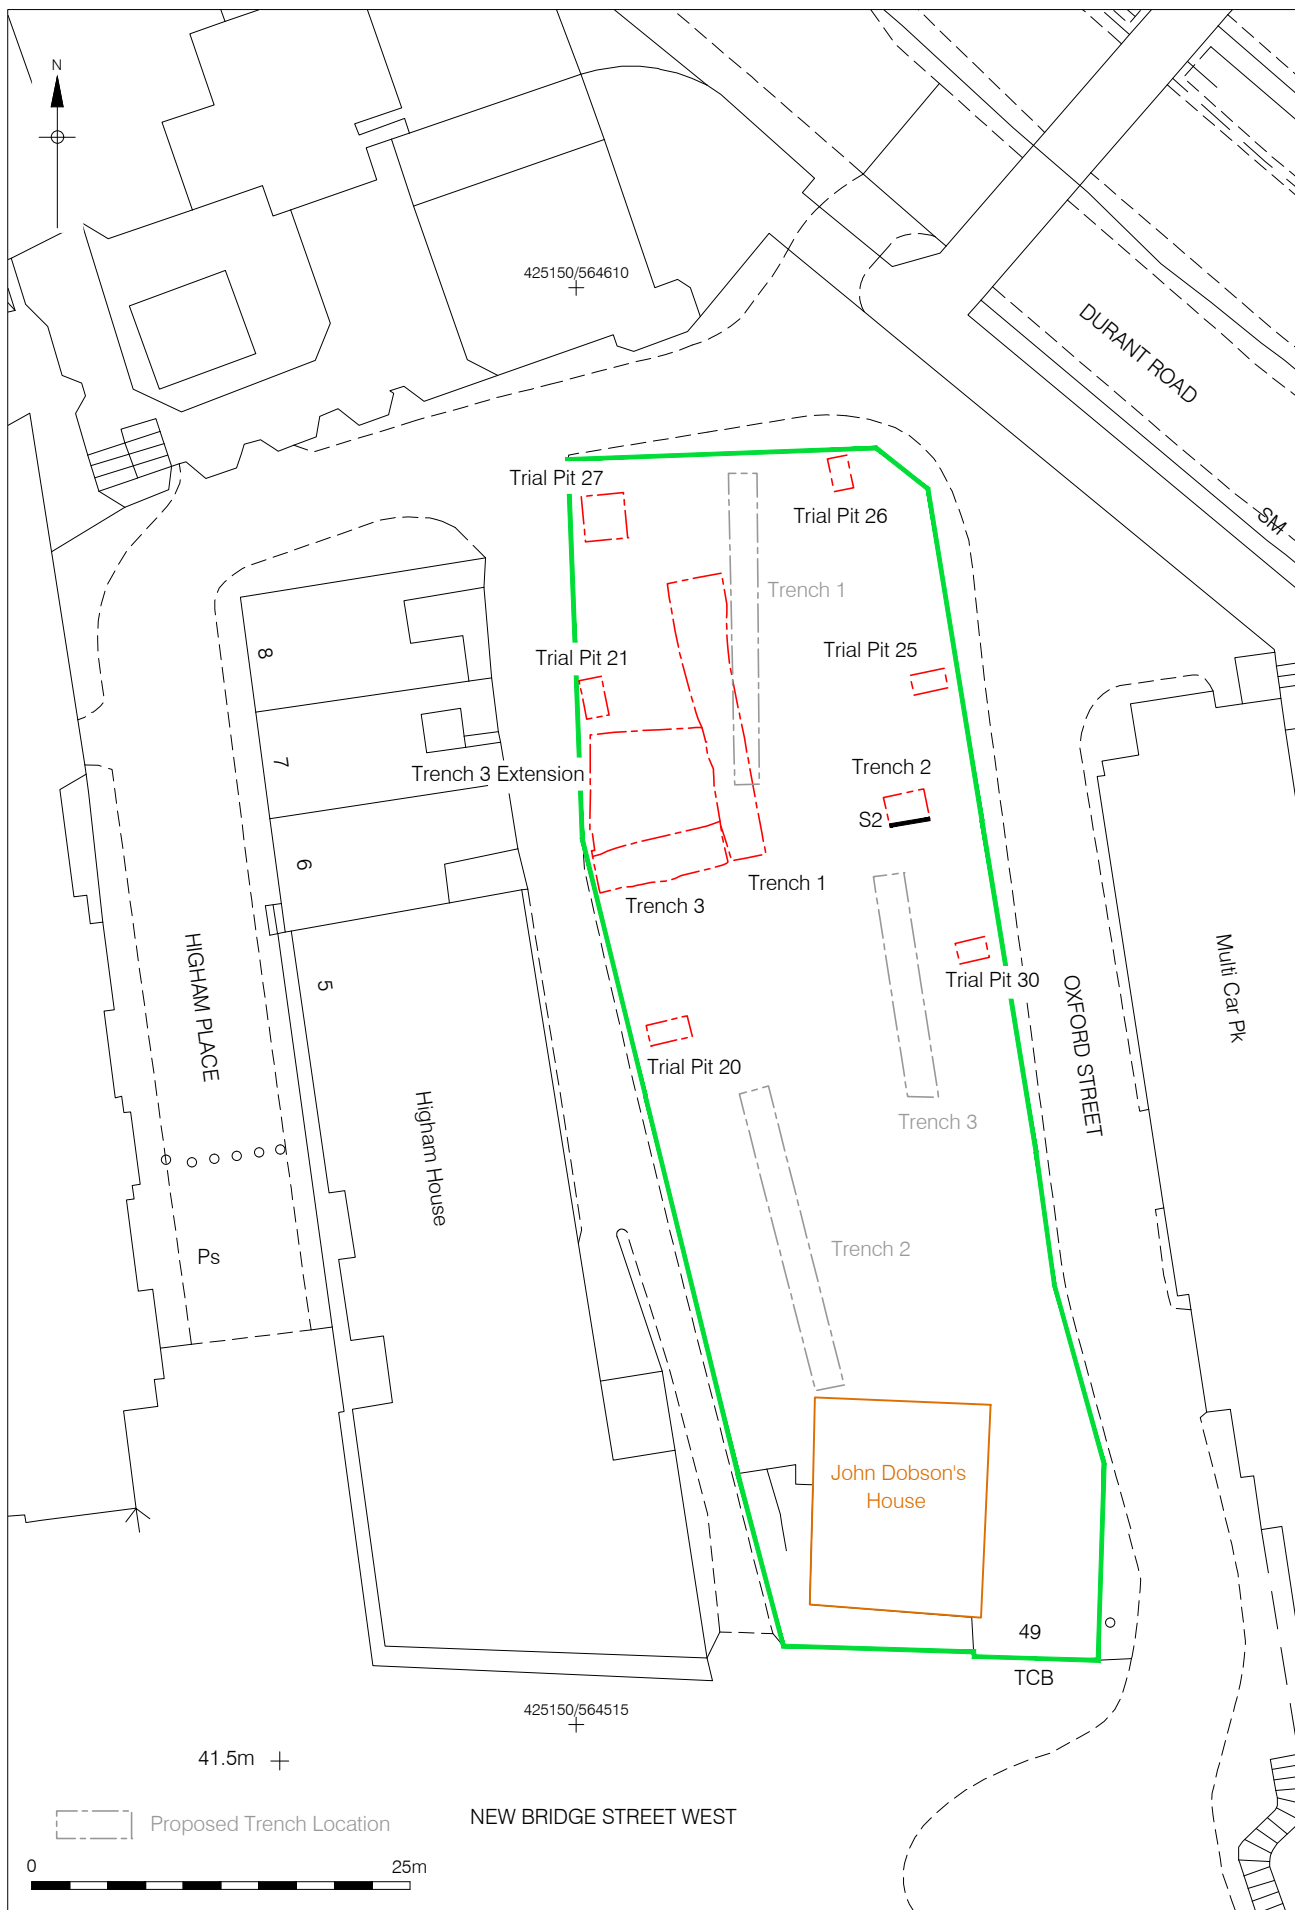 N
425150/564610
DURANT ROAD
SM
Trial Pit 27
Trial Pit 26
Trench 1
Trial Pit 21
Trial Pit 25
8
7
6
5
Trench 3 Extension
Trench 2
S2
Trench 1
Trench 3
Trial Pit 30
HIGHAM PLACE
OXFORD STREET
Multi Car Pk
Trial Pit 20
Higham House
Trench 3
Trench 2
Ps
John Dobson's
House
49
TCB
425150/564515
41.5m
Proposed Trench Location
NEW BRIDGE STREET WEST
0
25m